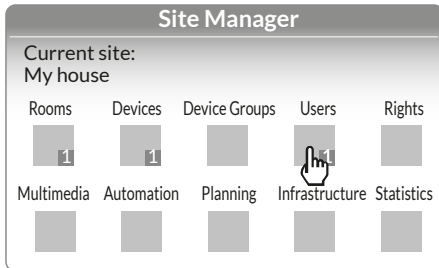 Site Manager
Current site:
My house
Rooms Devices Device Groups Users Rights
1 1 1
Multimedia Automation Planning Infrastructure Statistics